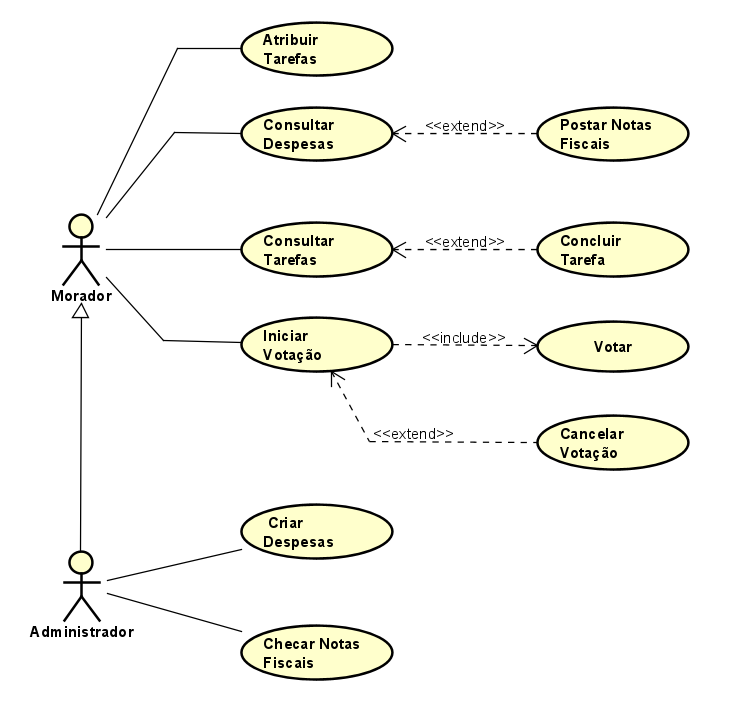 Atribuir
Tarefas
Consultar
Despesas
<<extend>>
Postar Notas
Fiscais
Consultar
Tarefas
<<extend>>
Concluir
Tarefa
Morador
Iniciar
Votação
<<include>>
Votar
<<extend>>
Cancelar
Votação
Criar
Despesas
Administrador
Checar Notas
Fiscais